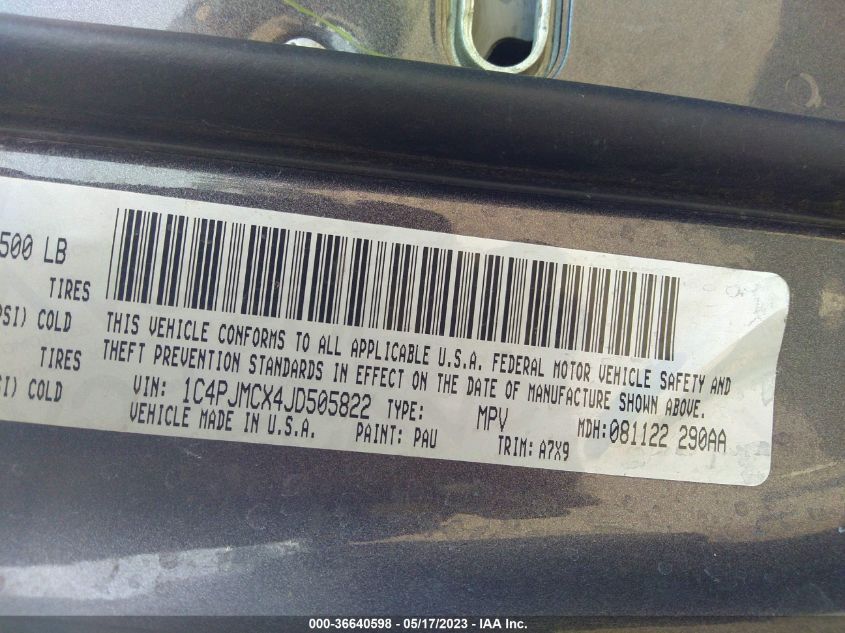 500 LB
TIRES
PSI) COLD
TIRES
SI) COLD
THIS VEHICLE CONFORMS TO ALL APPLICABLE U.S.A. FEDERAL MOTOR VEHICLE SAFETY AND
THEFT PREVENTION STANDARDS IN EFFECT ON THE DATE OF MANUFACTURE SHOWN ABOVE.
VIN: 1C4PJMCX4JD505822 TYPE: MPV MDH:081122 290AA
VEHICLE MADE IN U.S.A. PAINT: PAU TRIM: A7X9
000-36640598 - 05/17/2023 - IAA Inc.